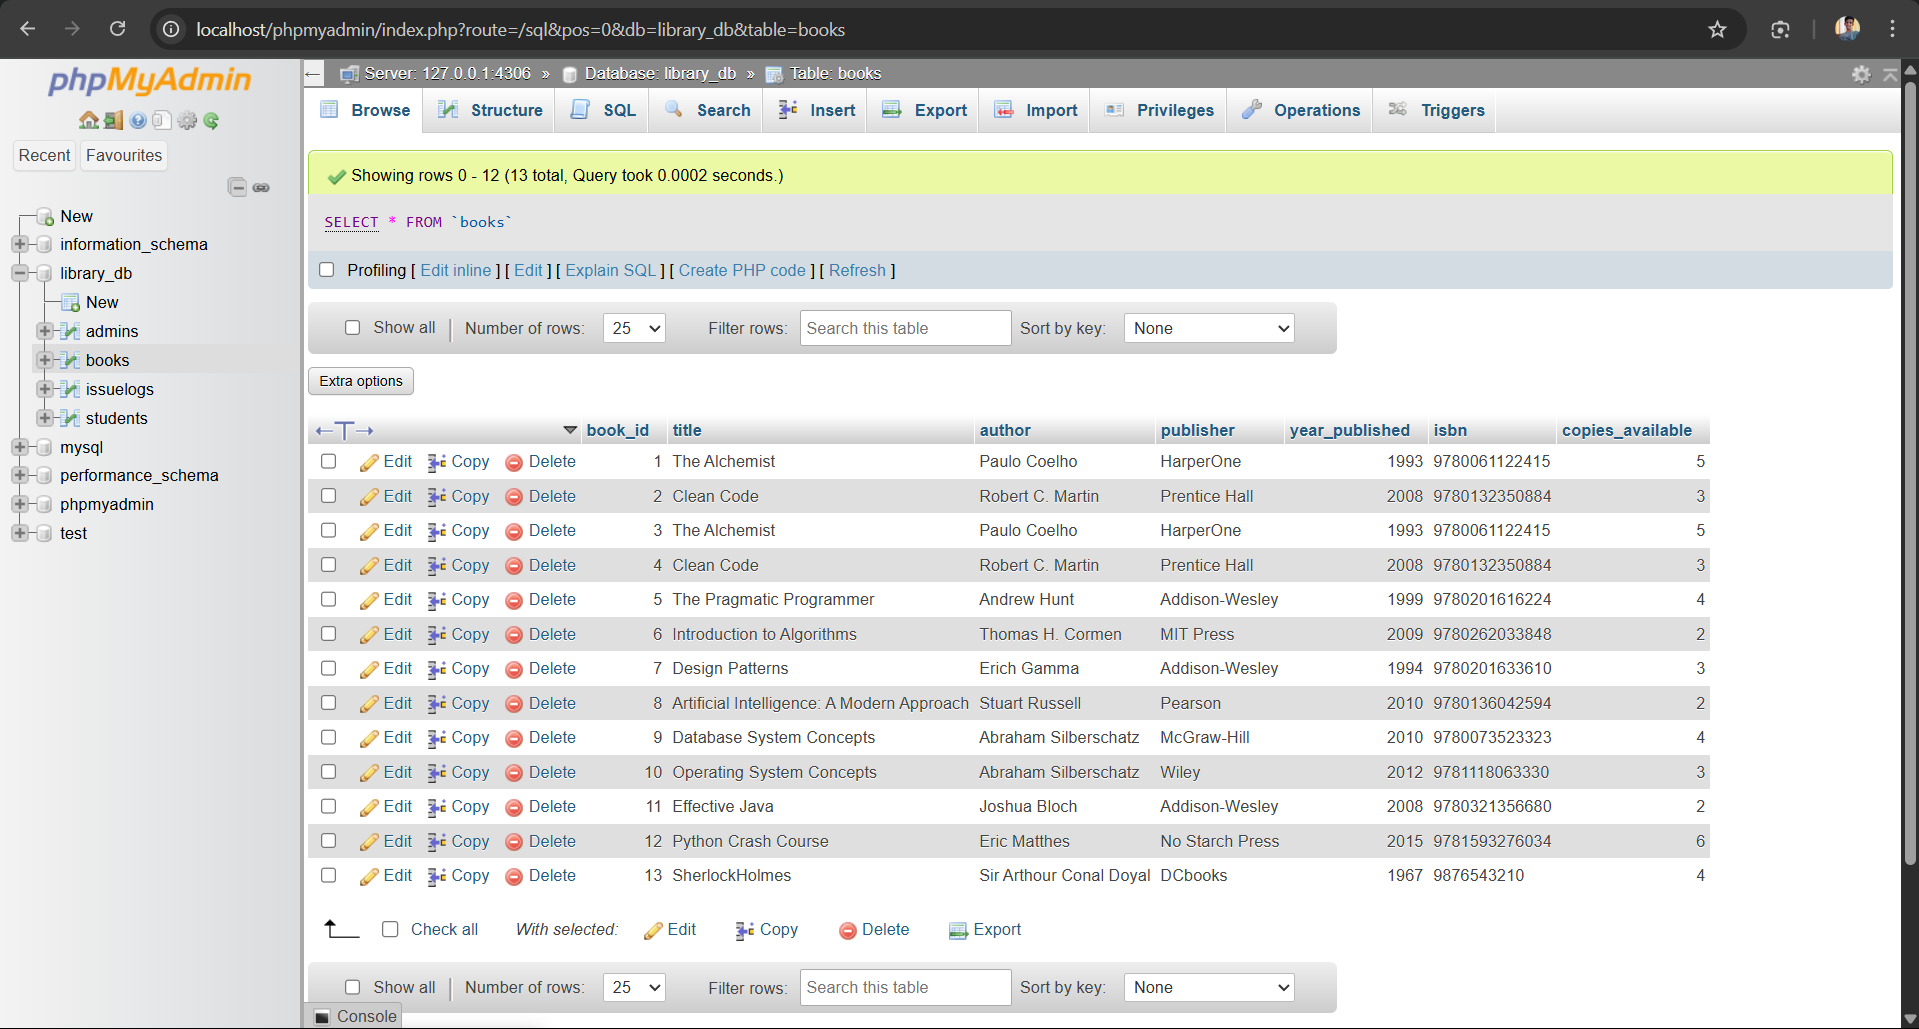 localhost/phpmyadmin/index.php?route=/sql&pos=0&db=library_db&table=books
phpMyAdmin
Recent Favourites
New
information_schema
library_db
New
admins
books
issuelogs
students
mysql
performance_schema
phpmyadmin
test
Server: 127.0.0.1:4306 » Database: library_db » Table: books
Browse Structure SQL Search Insert Export Import Privileges Operations Triggers
Showing rows 0 - 12 (13 total, Query took 0.0002 seconds.)
SELECT * FROM `books`
Profiling [ Edit inline ] [ Edit ] [ Explain SQL ] [ Create PHP code ] [ Refresh ]
Show all Number of rows: 25 Filter rows: Search this table Sort by key: None
Extra options
←T→ book_id title author publisher year_published isbn copies_available
Edit Copy Delete 1 The Alchemist Paulo Coelho HarperOne 1993 9780061122415 5
Edit Copy Delete 2 Clean Code Robert C. Martin Prentice Hall 2008 9780132350884 3
Edit Copy Delete 3 The Alchemist Paulo Coelho HarperOne 1993 9780061122415 5
Edit Copy Delete 4 Clean Code Robert C. Martin Prentice Hall 2008 9780132350884 3
Edit Copy Delete 5 The Pragmatic Programmer Andrew Hunt Addison-Wesley 1999 9780201616224 4
Edit Copy Delete 6 Introduction to Algorithms Thomas H. Cormen MIT Press 2009 9780262033848 2
Edit Copy Delete 7 Design Patterns Erich Gamma Addison-Wesley 1994 9780201633610 3
Edit Copy Delete 8 Artificial Intelligence: A Modern Approach Stuart Russell Pearson 2010 9780136042594 2
Edit Copy Delete 9 Database System Concepts Abraham Silberschatz McGraw-Hill 2010 9780073523323 4
Edit Copy Delete 10 Operating System Concepts Abraham Silberschatz Wiley 2012 9781118063330 3
Edit Copy Delete 11 Effective Java Joshua Bloch Addison-Wesley 2008 9780321356680 2
Edit Copy Delete 12 Python Crash Course Eric Matthes No Starch Press 2015 9781593276034 6
Edit Copy Delete 13 SherlockHolmes Sir Arthour Conal Doyal DCbooks 1967 9876543210 4
Check all With selected: Edit Copy Delete Export
Show all Number of rows: 25 Filter rows: Search this table Sort by key: None
Console